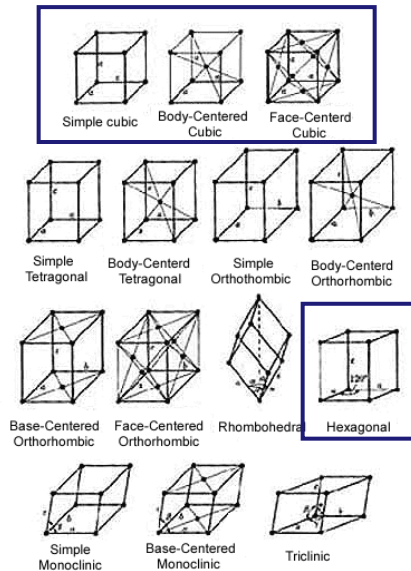 Simple cubic
Body-Centered
Cubic
Face-Centerd
Cubic
Simple
Tetragonal
Body-Centerd
Tetragonal
Simple
Orthothombic
Body-Centerd
Orthorhombic
Base-Centered
Orthorhombic
Face-Centered
Orthorhombic
Rhombohedral
120°
Hexagonal
Simple
Monoclinic
Base-Centered
Monoclinic
Triclinic